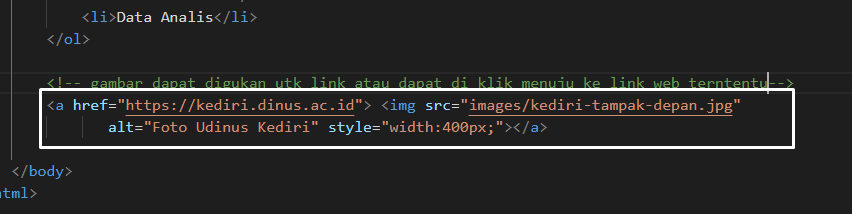 <li>Data Analis</li>
</ol>
<!-- gambar dapat digukan utk link atau dapat di klik menuju ke link web terntentu-->
<a href="https://kediri.dinus.ac.id"> <img src="images/kediri-tampak-depan.jpg"
alt="Foto Udinus Kediri" style="width:400px;"></a>
</body>
html>